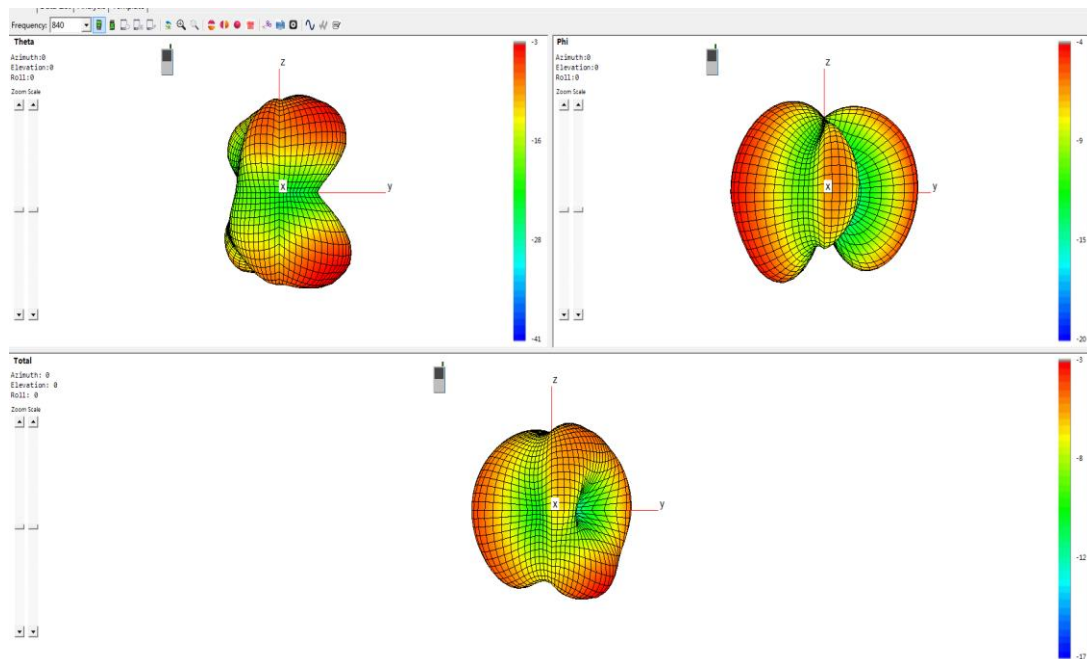 Frequency: 840
Theta
Azimuth:0
Elevation:0
Roll:0
Zoom Scale
z
x
y
-3
-16
-28
-41
Phi
Azimuth:0
Elevation:0
Roll:0
Zoom Scale
z
x
y
-4
-9
-15
-20
Total
Azimuth: 0
Elevation: 0
Roll: 0
Zoom Scale
z
x
y
-3
-8
-12
-17